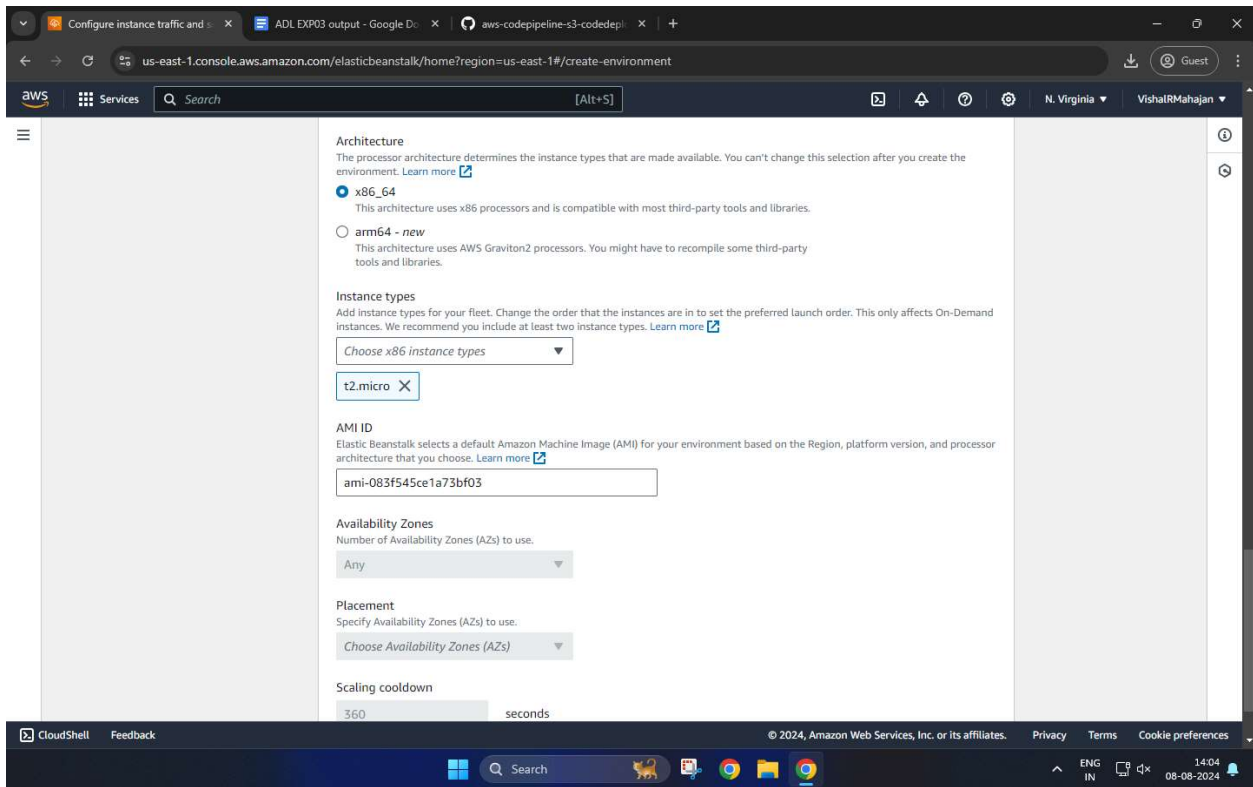 Configure instance traffic and s
ADL EXP03 output - Google Do
aws-codepipeline-s3-codedepl
us-east-1.console.aws.amazon.com/elasticbeanstalk/home?region=us-east-1#/create-environment
Guest
aws
Services
Search
[Alt+S]
N. Virginia
VishalRMahajan
Architecture
The processor architecture determines the instance types that are made available. You can't change this selection after you create the
environment. Learn more
x86_64
This architecture uses x86 processors and is compatible with most third-party tools and libraries.
arm64 - new
This architecture uses AWS Graviton2 processors. You might have to recompile some third-party
tools and libraries.
Instance types
Add instance types for your fleet. Change the order that the instances are in to set the preferred launch order. This only affects On-Demand
instances. We recommend you include at least two instance types. Learn more
Choose x86 instance types
t2.micro
AMI ID
Elastic Beanstalk selects a default Amazon Machine Image (AMI) for your environment based on the Region, platform version, and processor
architecture that you choose. Learn more
ami-083f545ce1a73bf03
Availability Zones
Number of Availability Zones (AZs) to use.
Any
Placement
Specify Availability Zones (AZs) to use.
Choose Availability Zones (AZs)
Scaling cooldown
360 seconds
CloudShell
Feedback
© 2024, Amazon Web Services, Inc. or its affiliates.
Privacy
Terms
Cookie preferences
Search
ENG
IN
14:04
08-08-2024